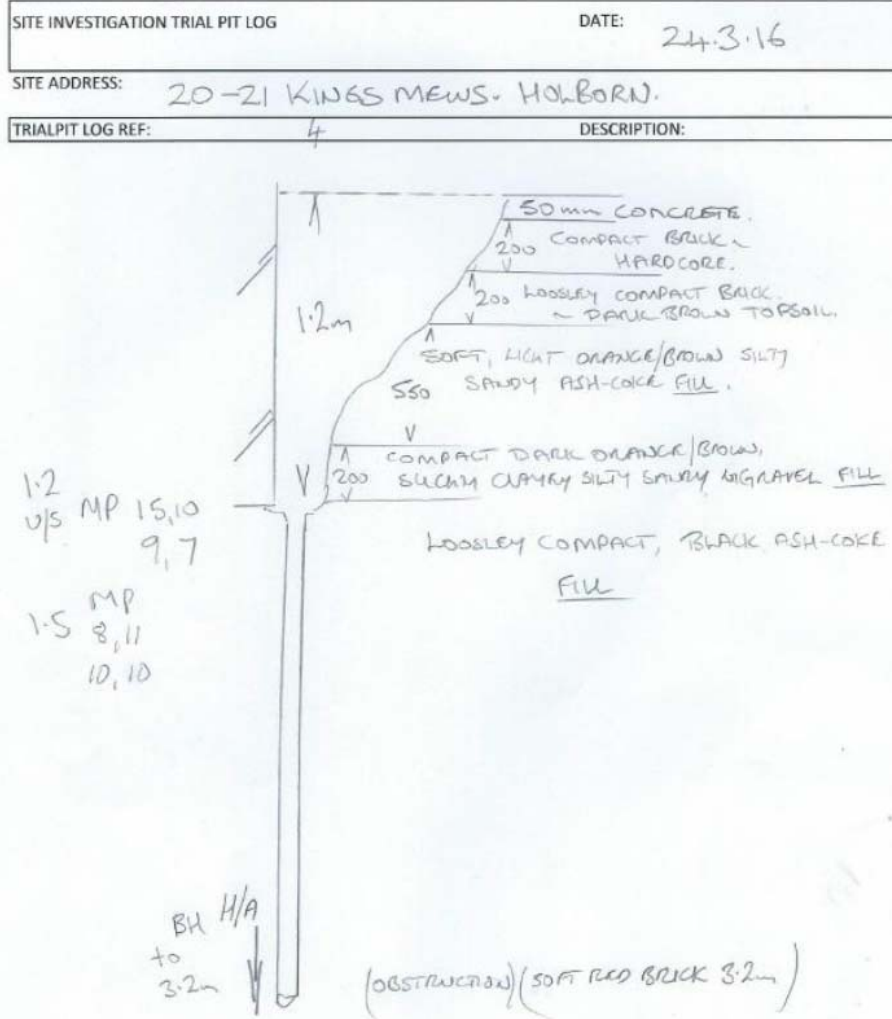 SITE INVESTIGATION TRIAL PIT LOG DATE: 24.3.16
SITE ADDRESS: 20-21 KINGS MEWS. HOLBORN.
TRIALPIT LOG REF: 4 DESCRIPTION:
50mm CONCRETE.
200 COMPACT BRICK ~
HARDCORE.
1.2m
200 LOOSLEY COMPACT BRICK.
~ DARK BROWN TOPSOIL.
SOFT, LIGHT ORANGE/BROWN SILTY
SANDY ASH-COKE FILL.
550
COMPACT DARK ORANGE/BROWN,
200 CLAYEY SILTY SANDY GRAVEL FILL
1.2
U/S MP 15,10
9,7
LOOSLEY COMPACT, BLACK ASH-COKE
FILL
MP
1.5 8,11
10,10
BH H/A
to
3.2m
(OBSTRUCTION) (SOFT RED BRICK 3.2m)